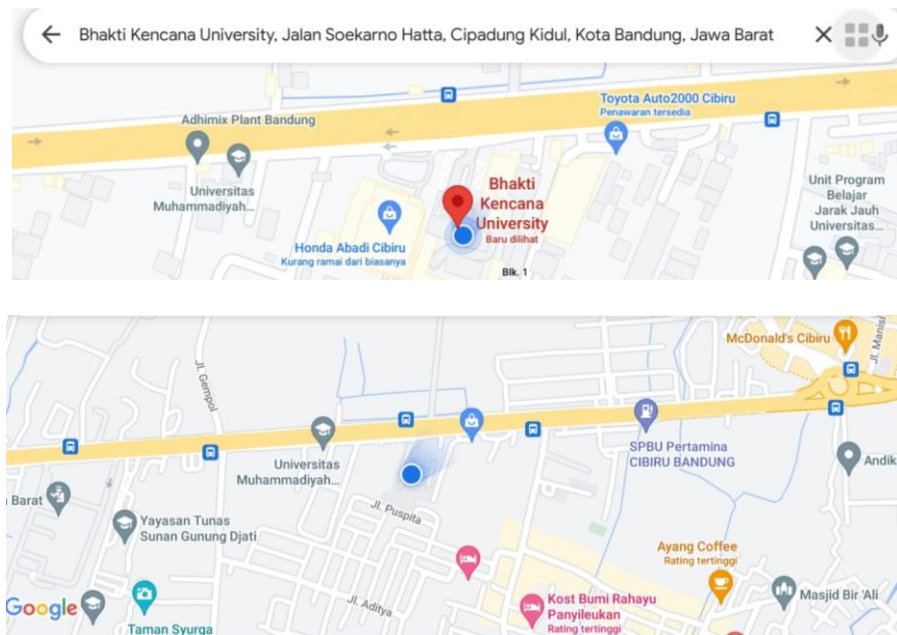 Bhakti Kencana University, Jalan Soekarno Hatta, Cipadung Kidul, Kota Bandung, Jawa Barat
Toyota Auto2000 Cibiru
Penawaran tersedia
Adhimix Plant Bandung
Universitas
Muhammadiyah...
Bhakti
Kencana
University
Baru dilihat
Honda Abadi Cibiru
Kurang ramai dari biasanya
Unit Program
Belajar
Jarak Jauh
Universitas...
Blk. 1
McDonald's Cibiru
Jl. Manisi
Jl. Gempol
SPBU Pertamina
CIBIRU BANDUNG
Universitas
Muhammadiyah...
Andik
Barat
Jl. Puspita
Yayasan Tunas
Sunan Gunung Djati
Ayang Coffee
Rating tertinggi
Masjid Bir 'Ali
Jl. Aditya
Kost Bumi Rahayu
Panyileukan
Rating tertinggi
Google
Taman Syurga